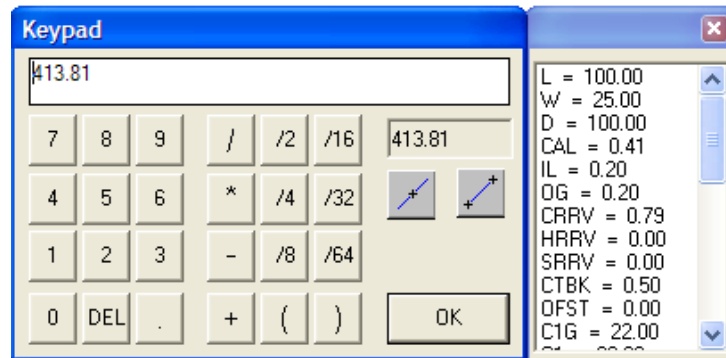 Keypad
413.81
7 8 9 / /2 /16 413.81
4 5 6 * /4 /32
1 2 3 - /8 /64
0 DEL . + ( ) OK
L = 100.00
W = 25.00
D = 100.00
CAL = 0.41
IL = 0.20
OG = 0.20
CRRV = 0.79
HRRV = 0.00
SRRV = 0.00
CTBK = 0.50
OFST = 0.00
C1G = 22.00